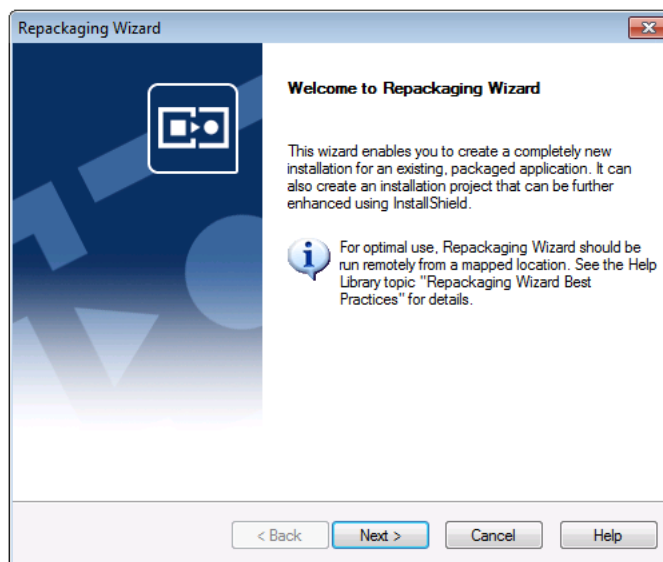 Repackaging Wizard
Welcome to Repackaging Wizard
This wizard enables you to create a completely new
installation for an existing, packaged application. It can
also create an installation project that can be further
enhanced using InstallShield.
For optimal use, Repackaging Wizard should be
run remotely from a mapped location. See the Help
Library topic "Repackaging Wizard Best
Practices" for details.
< Back Next > Cancel Help